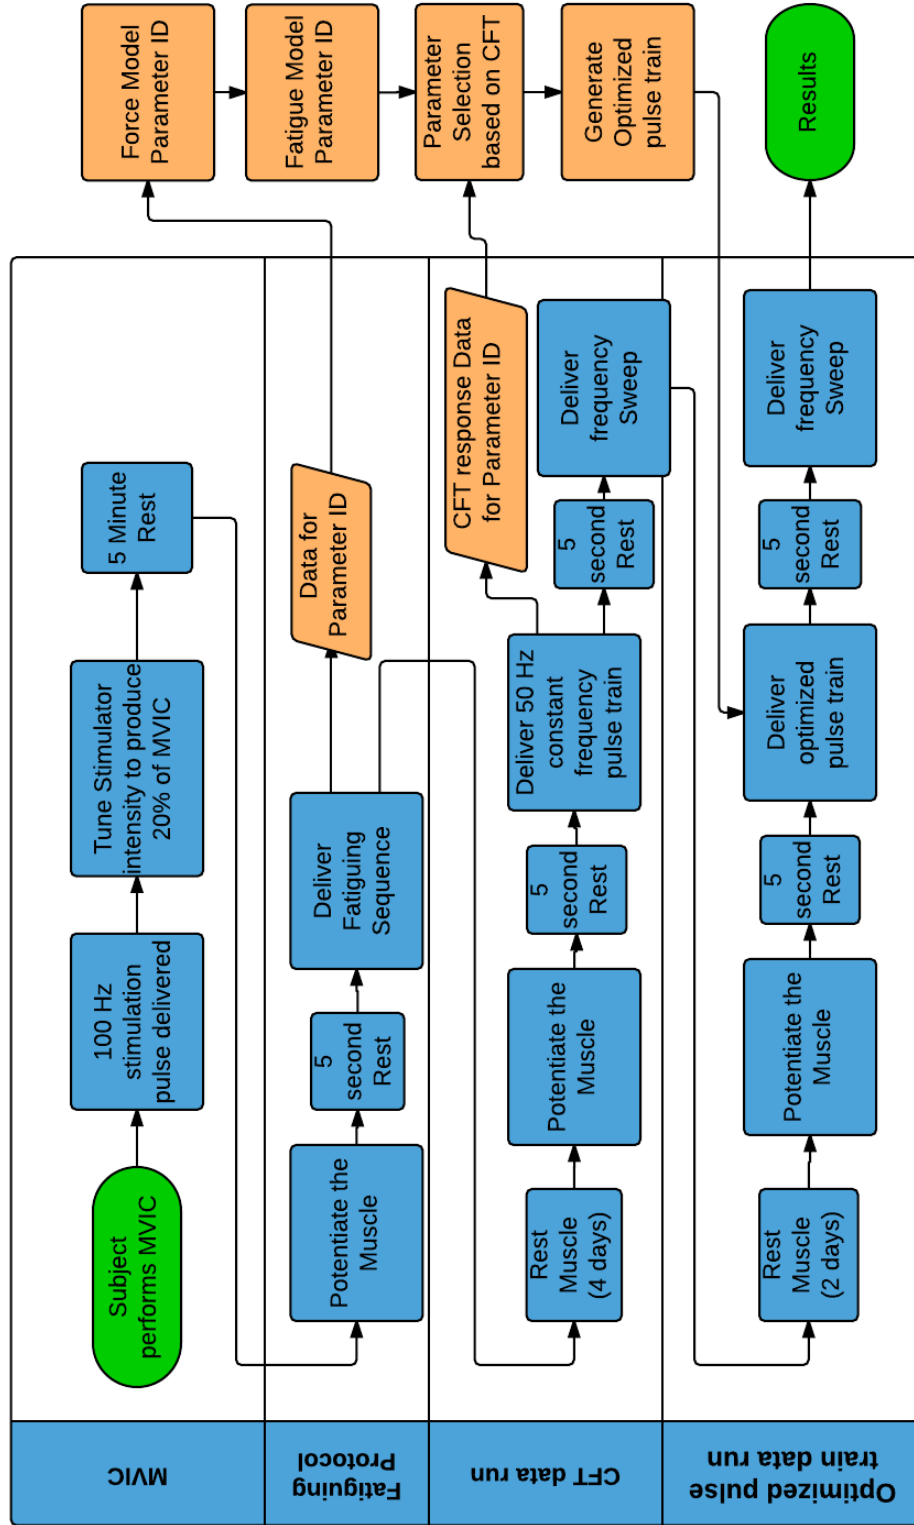 MVIC
Subject
performs MVIC
100 Hz
stimulation
pulse delivered
Tune Stimulator
intensity to produce
20% of MVIC
5 Minute
Rest
Fatiguing
Protocol
Potentiate the
Muscle
5
second
Rest
Deliver
Fatiguing
Sequence
Data for
Parameter ID
CFT data run
Rest
Muscle
(4 days)
Potentiate the
Muscle
5
second
Rest
Deliver 50 Hz
constant
frequency
pulse train
CFT response Data
for Parameter ID
5
second
Rest
Deliver
frequency
Sweep
Optimized pulse
train data run
Rest
Muscle
(2 days)
Potentiate the
Muscle
5
second
Rest
Deliver
optimized
pulse train
5
second
Rest
Deliver
frequency
Sweep
Force Model
Parameter ID
Fatigue Model
Parameter ID
Parameter
Selection
based on CFT
Generate
Optimized
pulse train
Results